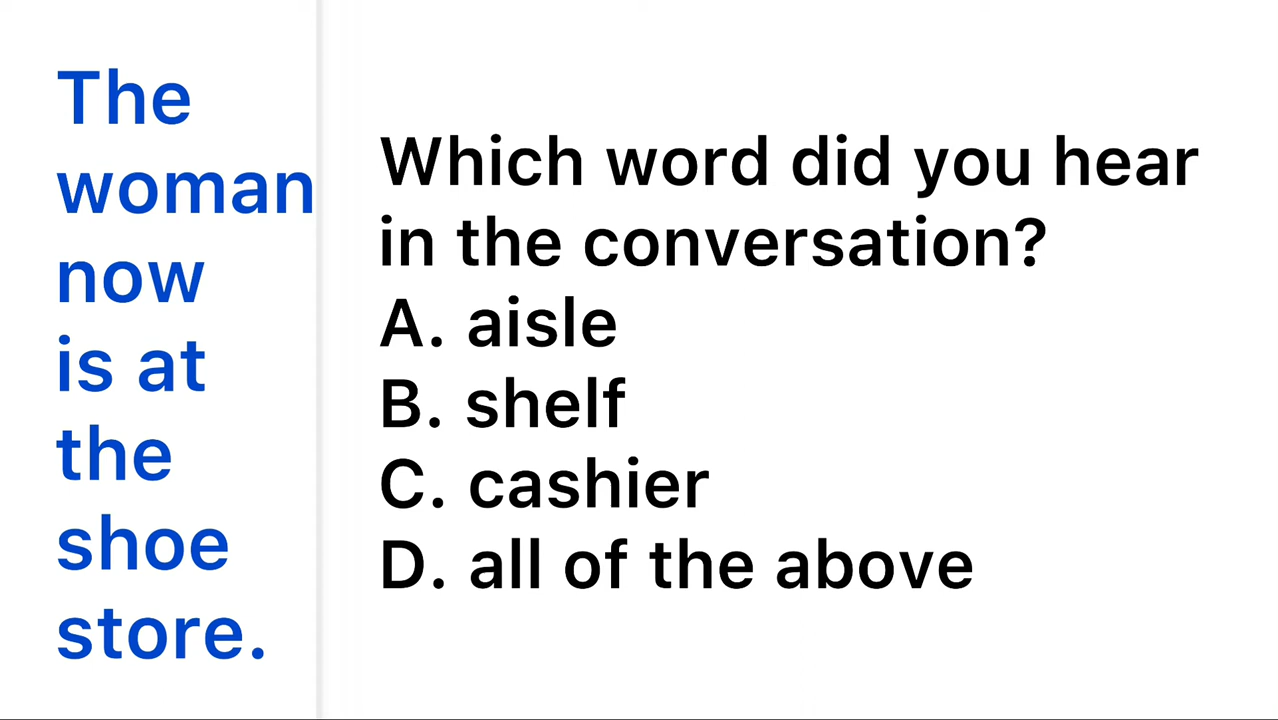 The
woman
now
is at
the
shoe
store.
Which word did you hear
in the conversation?
A. aisle
B. shelf
C. cashier
D. all of the above